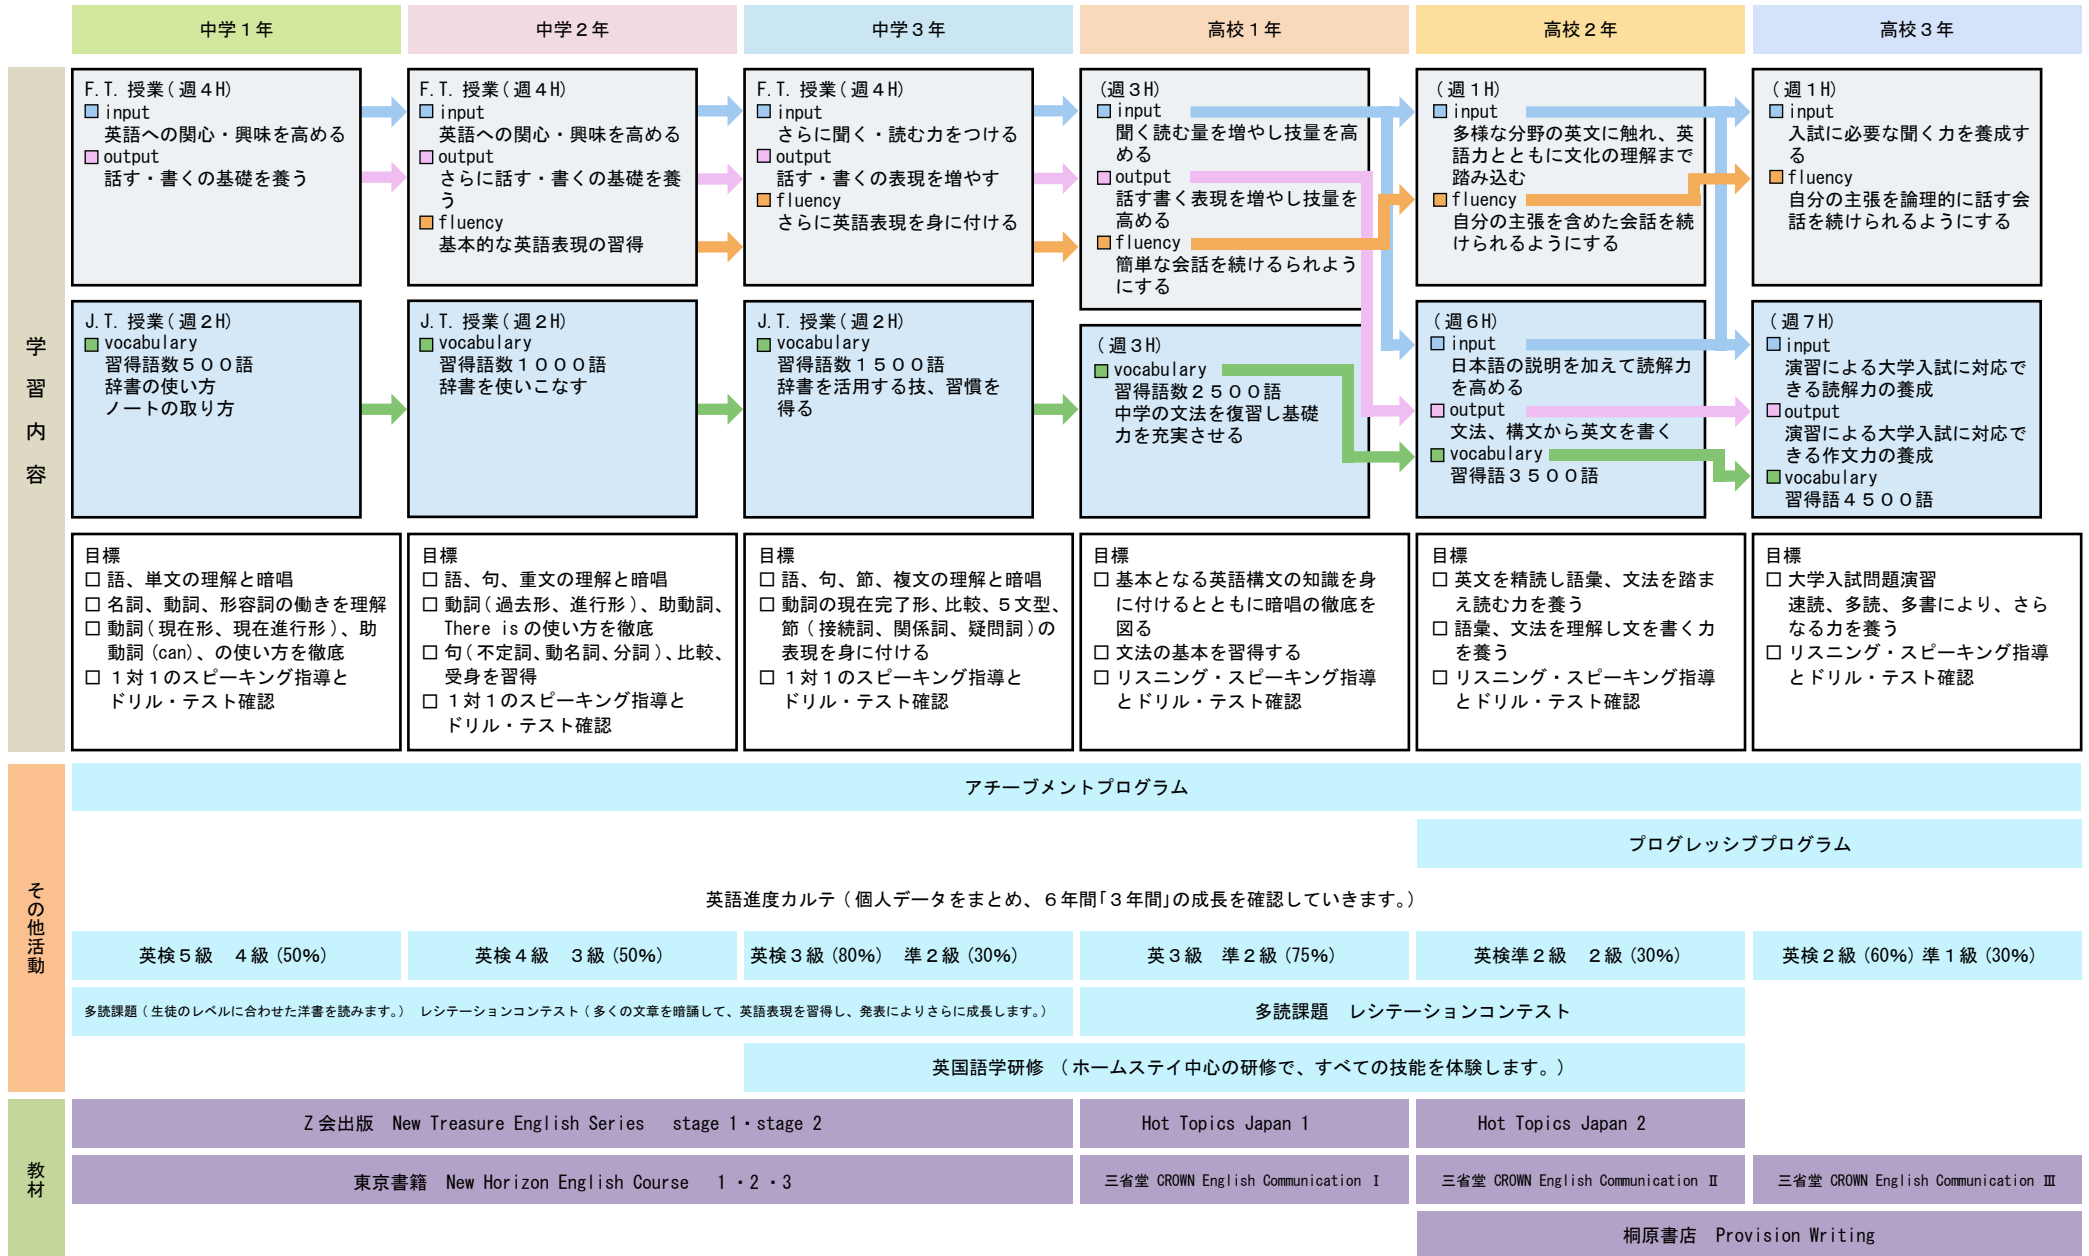 中学１年
中学２年
中学３年
高校１年
高校２年
高校３年
学習内容
F.T. 授業(週４H)
input
英語への関心・興味を高める
output
話す・書くの基礎を養う
F.T. 授業(週４H)
input
英語への関心・興味を高める
output
さらに話す・書くの基礎を養
う
fluency
基本的な英語表現の習得
F.T. 授業(週４H)
input
さらに聞く・読む力をつける
output
話す・書くの表現を増やす
fluency
さらに英語表現を身に付ける
(週３H)
input
聞く読む量を増やし技量を高
める
output
話す書く表現を増やし技量を
高める
fluency
簡単な会話を続けるられよう
にする
(週１H)
input
多様な分野の英文に触れ、英
語力とともに文化の理解まで
踏み込む
fluency
自分の主張を含めた会話を続
けられるようにする
(週１H)
input
入試に必要な聞く力を養成す
る
fluency
自分の主張を論理的に話す会
話を続けられるようにする
J.T. 授業(週２H)
vocabulary
習得語数５００語
辞書の使い方
ノートの取り方
J.T. 授業(週２H)
vocabulary
習得語数１０００語
辞書を使いこなす
J.T. 授業(週２H)
vocabulary
習得語数１５００語
辞書を活用する技、習慣を
得る
(週３H)
vocabulary
習得語数２５００語
中学の文法を復習し基礎
力を充実させる
(週６H)
input
日本語の説明を加えて読解力
を高める
output
文法、構文から英文を書く
vocabulary
習得語３５００語
(週７H)
input
演習による大学入試に対応で
きる読解力の養成
output
演習による大学入試に対応で
きる作文力の養成
vocabulary
習得語４５００語
目標
□ 語、単文の理解と暗唱
□ 名詞、動詞、形容詞の働きを理解
□ 動詞(現在形、現在進行形)、助
動詞(can)、の使い方を徹底
□ １対１のスピーキング指導と
ドリル・テスト確認
目標
□ 語、句、重文の理解と暗唱
□ 動詞(過去形、進行形)、助動詞、
There is の使い方を徹底
□ 句(不定詞、動名詞、分詞)、比較、
受身を習得
□ １対１のスピーキング指導と
ドリル・テスト確認
目標
□ 語、句、節、複文の理解と暗唱
□ 動詞の現在完了形、比較、５文型、
節(接続詞、関係詞、疑問詞)の
表現を身に付ける
□ １対１のスピーキング指導と
ドリル・テスト確認
目標
□ 基本となる英語構文の知識を身
に付けるとともに暗唱の徹底を
図る
□ 文法の基本を習得する
□ リスニング・スピーキング指導
とドリル・テスト確認
目標
□ 英文を精読し語彙、文法を踏ま
え読む力を養う
□ 語彙、文法を理解し文を書く力
を養う
□ リスニング・スピーキング指導
とドリル・テスト確認
目標
□ 大学入試問題演習
速読、多読、多書により、さら
なる力を養う
□ リスニング・スピーキング指導
とドリル・テスト確認
その他活動
アチーブメントプログラム
プログレッシブプログラム
英語進度カルテ(個人データをまとめ、６年間「３年間」の成長を確認していきます。)
英検５級　４級(50%)
英検４級　３級(50%)
英検３級(80%)　準２級(30%)
英３級　準２級(75%)
英検準２級　２級(30%)
英検２級(60%)準１級(30%)
多読課題(生徒のレベルに合わせた洋書を読みます。)　レシテーションコンテスト(多くの文章を暗誦して、英語表現を習得し、発表によりさらに成長します。)
多読課題　レシテーションコンテスト
英国語学研修　(ホームステイ中心の研修で、すべての技能を体験します。)
教材
Z会出版　New Treasure English Series　stage 1・stage 2
Hot Topics Japan 1
Hot Topics Japan 2
東京書籍　New Horizon English Course　1・2・3
三省堂 CROWN English Communication Ⅰ
三省堂 CROWN English Communication Ⅱ
三省堂 CROWN English Communication Ⅲ
桐原書店　Provision Writing